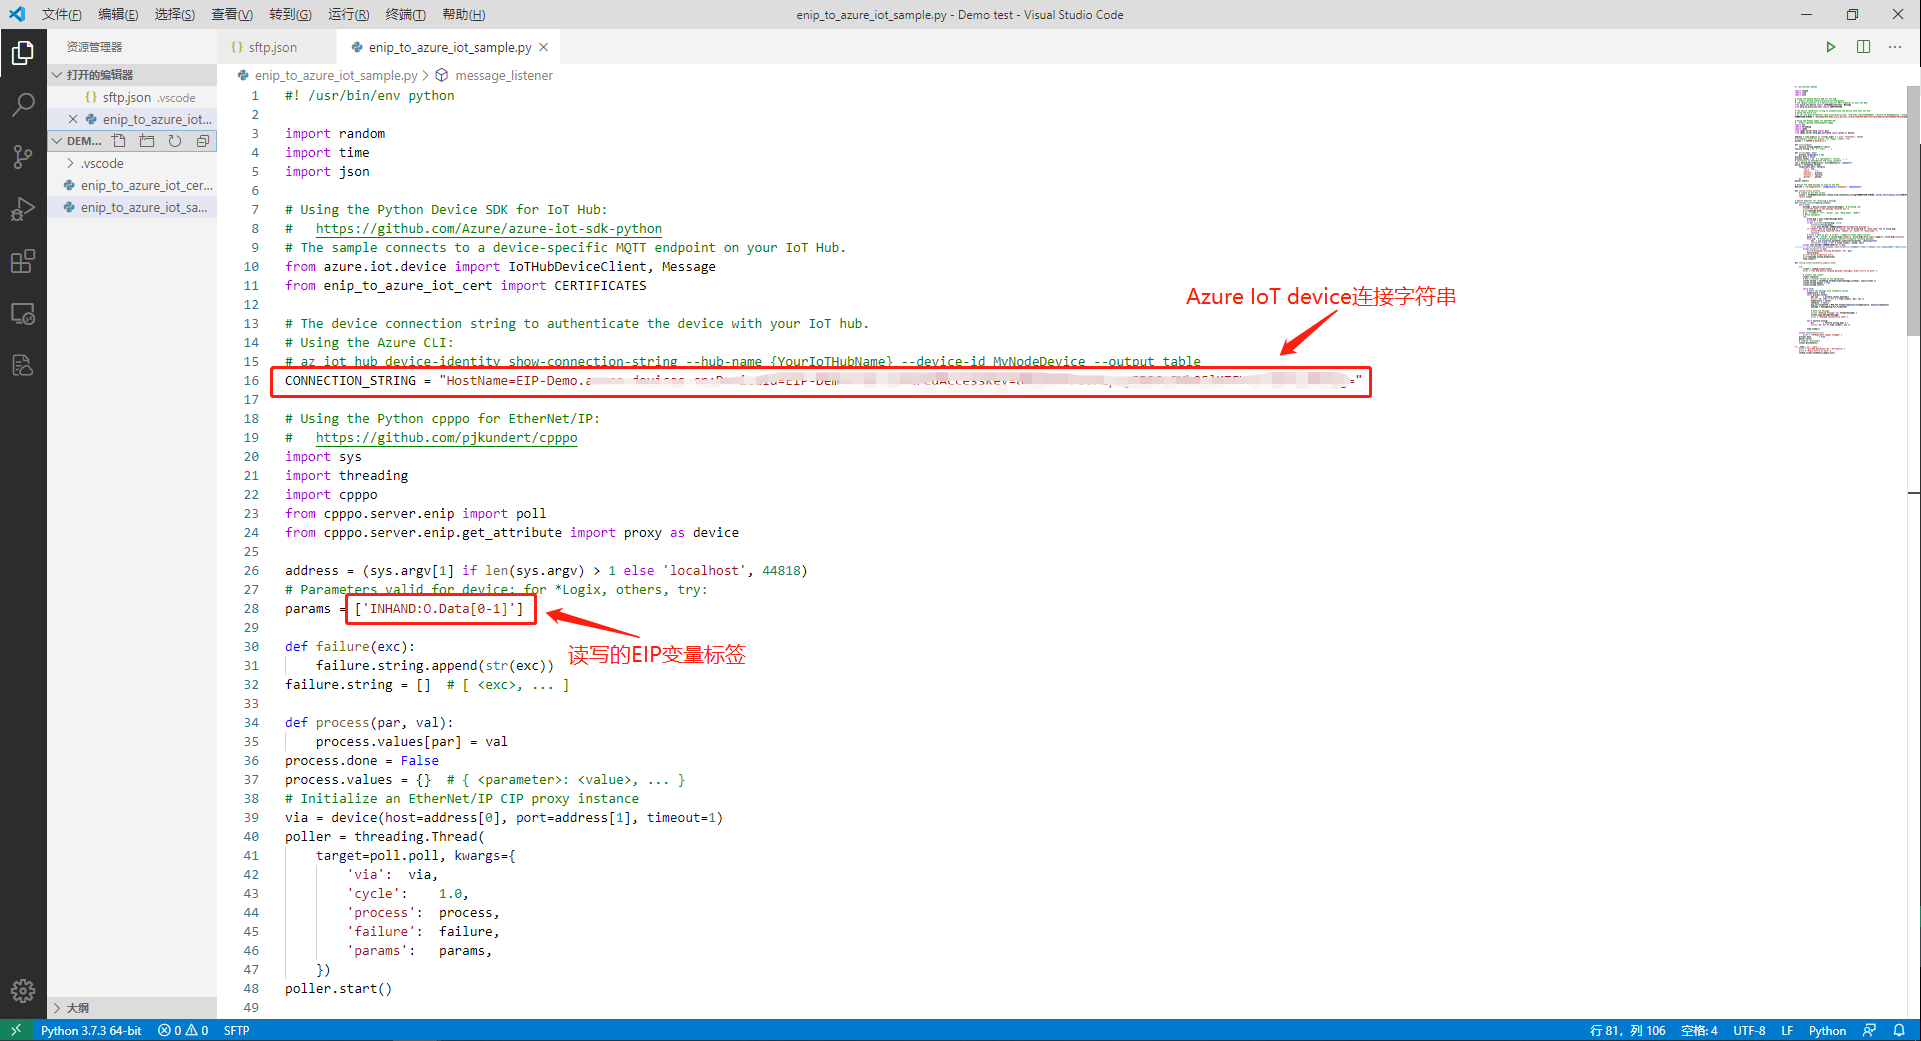 文件(F) 编辑(E) 选择(S) 查看(V) 转到(G) 运行(R) 终端(T) 帮助(H)
enip_to_azure_iot_sample.py - Demo test - Visual Studio Code
资源管理器
打开的编辑器
sftp.json .vscode
enip_to_azure_iot...
DEM...
.vscode
enip_to_azure_iot_cer...
enip_to_azure_iot_sa...
大纲
sftp.json
enip_to_azure_iot_sample.py
enip_to_azure_iot_sample.py > message_listener
1 #! /usr/bin/env python
2
3 import random
4 import time
5 import json
6
7 # Using the Python Device SDK for IoT Hub:
8 #   https://github.com/Azure/azure-iot-sdk-python
9 # The sample connects to a device-specific MQTT endpoint on your IoT Hub.
10 from azure.iot.device import IoTHubDeviceClient, Message
11 from enip_to_azure_iot_cert import CERTIFICATES
12
Azure IoT device连接字符串
13 # The device connection string to authenticate the device with your IoT hub.
14 # Using the Azure CLI:
15 # az iot hub device-identity show-connection-string --hub-name {YourIoTHubName} --device-id MyNodeDevice --output table
16 CONNECTION_STRING = "HostName=EIP-Demo.
17
18 # Using the Python cpppo for EtherNet/IP:
19 #   https://github.com/pjkundert/cpppo
20 import sys
21 import threading
22 import cpppo
23 from cpppo.server.enip import poll
24 from cpppo.server.enip.get_attribute import proxy as device
25
26 address = (sys.argv[1] if len(sys.argv) > 1 else 'localhost', 44818)
27 # Parameters valid for device; for *Logix, others, try:
28 params = ['INHAND:O.Data[0-1]']
29
30 def failure(exc):
读写的EIP变量标签
31     failure.string.append(str(exc))
32 failure.string = []  # [ <exc>, ... ]
33
34 def process(par, val):
35     process.values[par] = val
36 process.done = False
37 process.values = {}  # { <parameter>: <value>, ... }
38 # Initialize an EtherNet/IP CIP proxy instance
39 via = device(host=address[0], port=address[1], timeout=1)
40 poller = threading.Thread(
41     target=poll.poll, kwargs={
42         'via':  via,
43         'cycle':    1.0,
44         'process':  process,
45         'failure':  failure,
46         'params':   params,
47     })
48 poller.start()
49
Python 3.7.3 64-bit 0 0 SFTP
行 81，列 106 空格: 4 UTF-8 LF Python